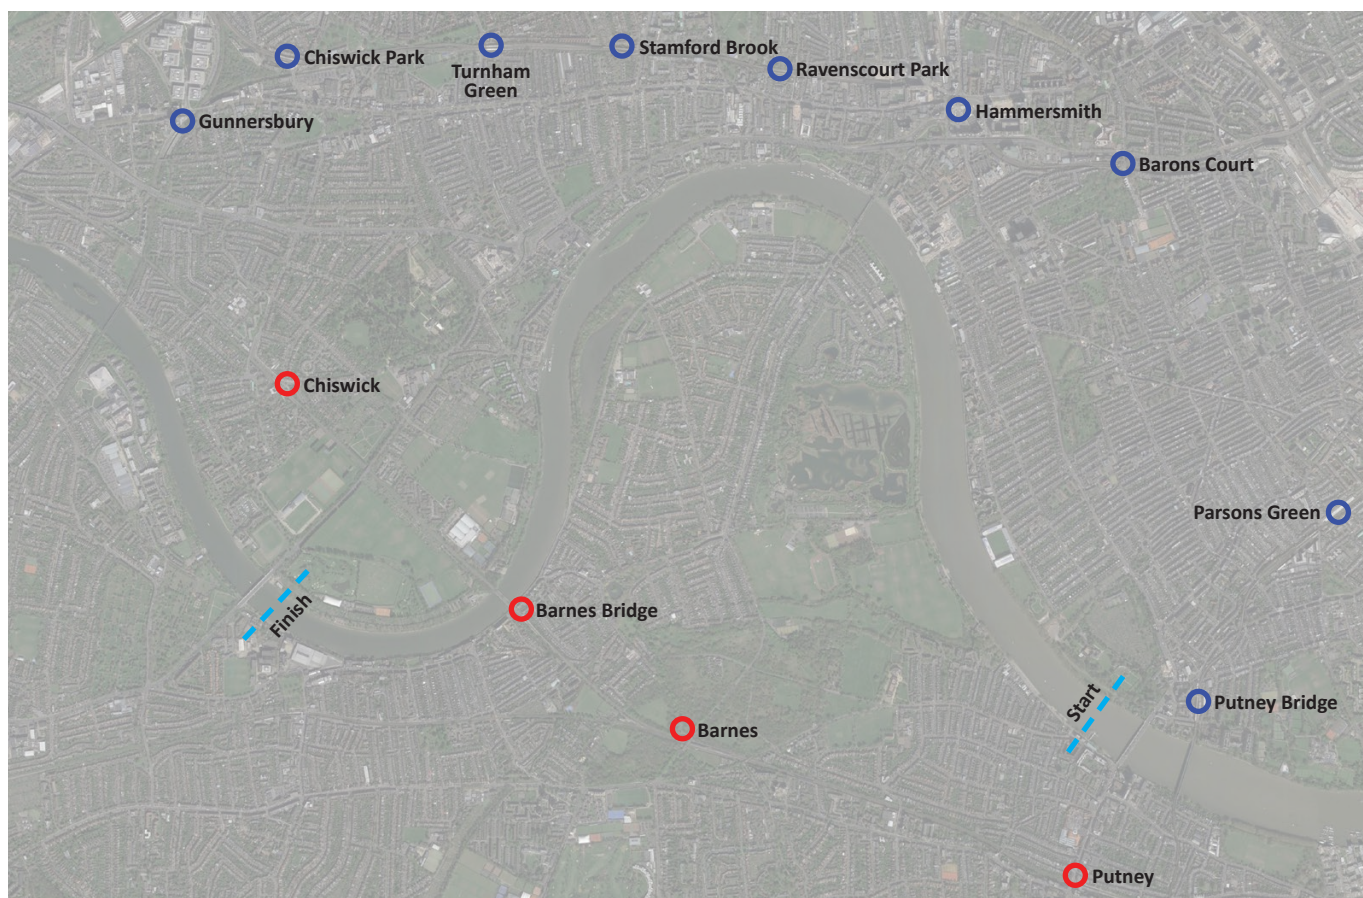 Chiswick Park
Turnham
Green
Stamford Brook
Ravenscourt Park
Gunnersbury
Hammersmith
Barons Court
Chiswick
Parsons Green
Finish
Barnes Bridge
Start
Putney Bridge
Barnes
Putney